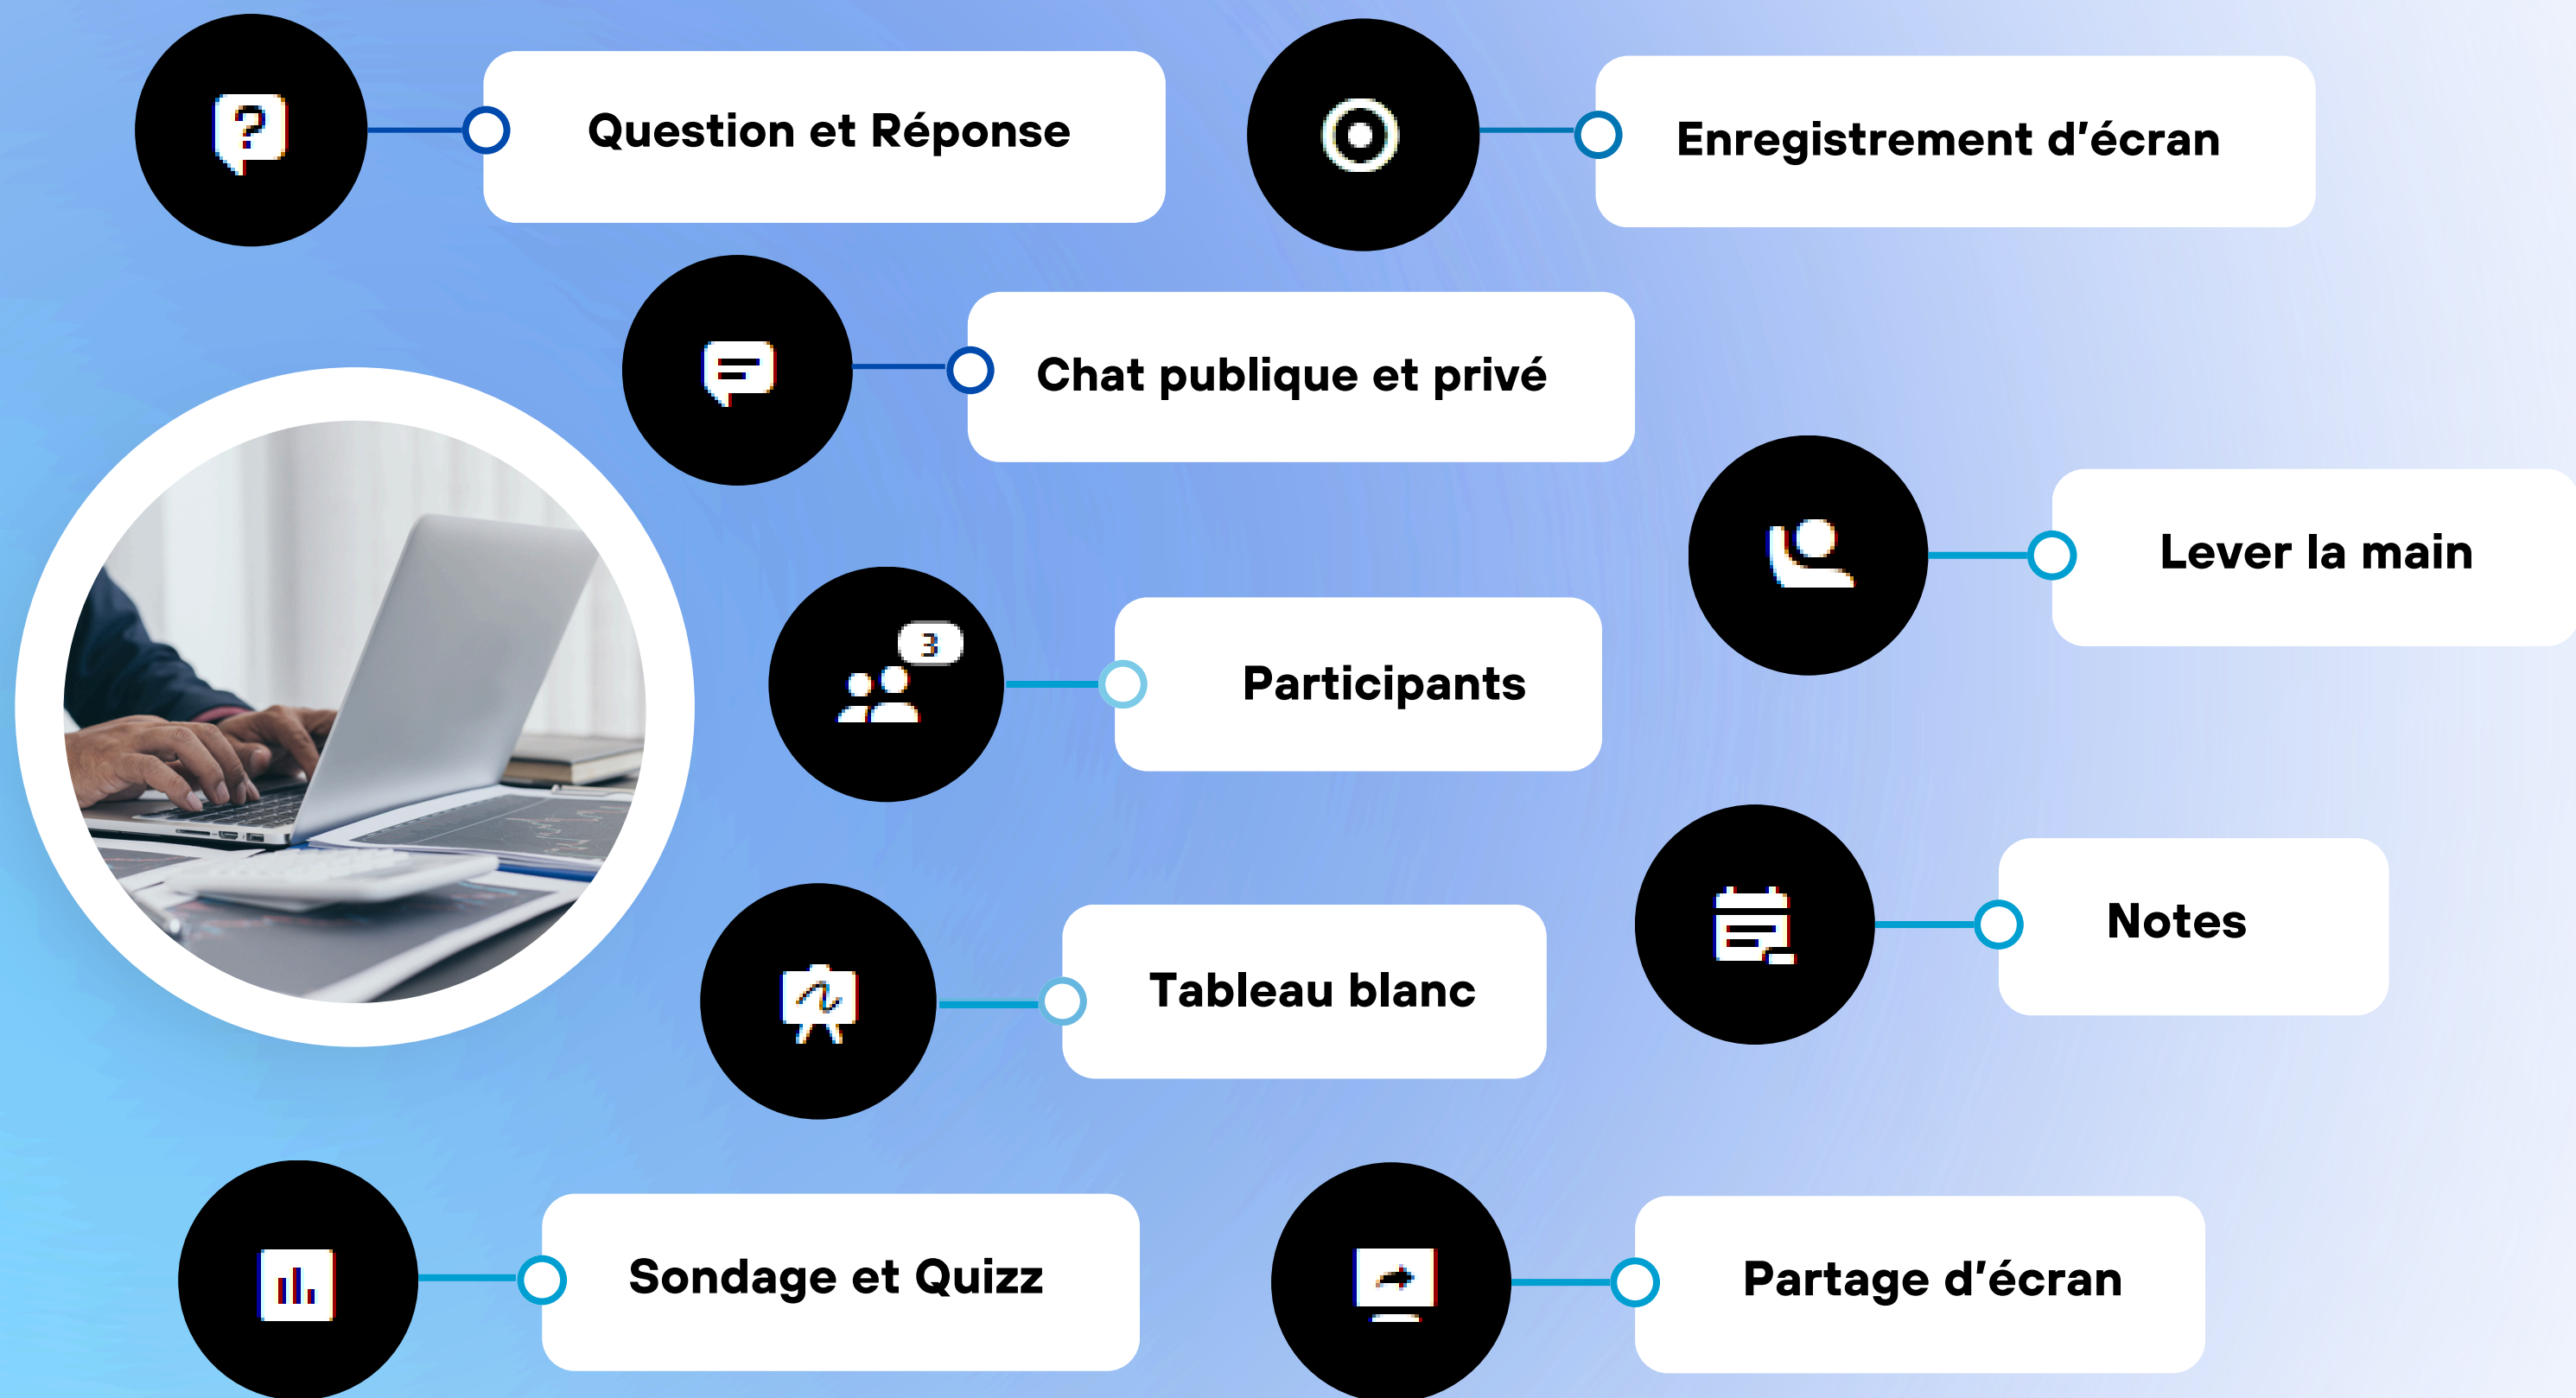 Question et Réponse
Enregistrement d'écran
Chat publique et privé
Lever la main
3
Participants
Notes
Tableau blanc
Sondage et Quizz
Partage d'écran